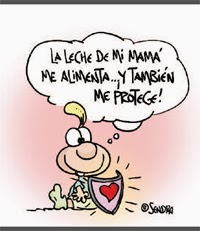 LA LECHE DE MI MAMÁ
ME ALIMENTA...¡Y TAMBIÉN
ME PROTEGE!
©SENDRA